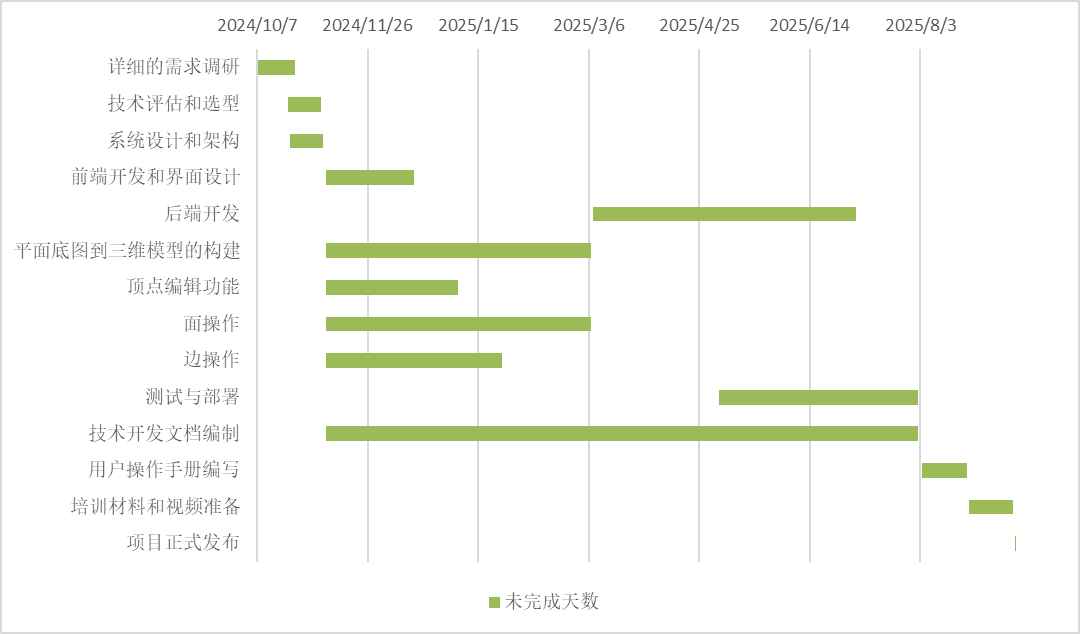 2024/10/7 2024/11/26 2025/1/15 2025/3/6 2025/4/25 2025/6/14 2025/8/3
详细的需求调研
技术评估和选型
系统设计和架构
前端开发和界面设计
后端开发
平面底图到三维模型的构建
顶点编辑功能
面操作
边操作
测试与部署
技术开发文档编制
用户操作手册编写
培训材料和视频准备
项目正式发布
未完成天数